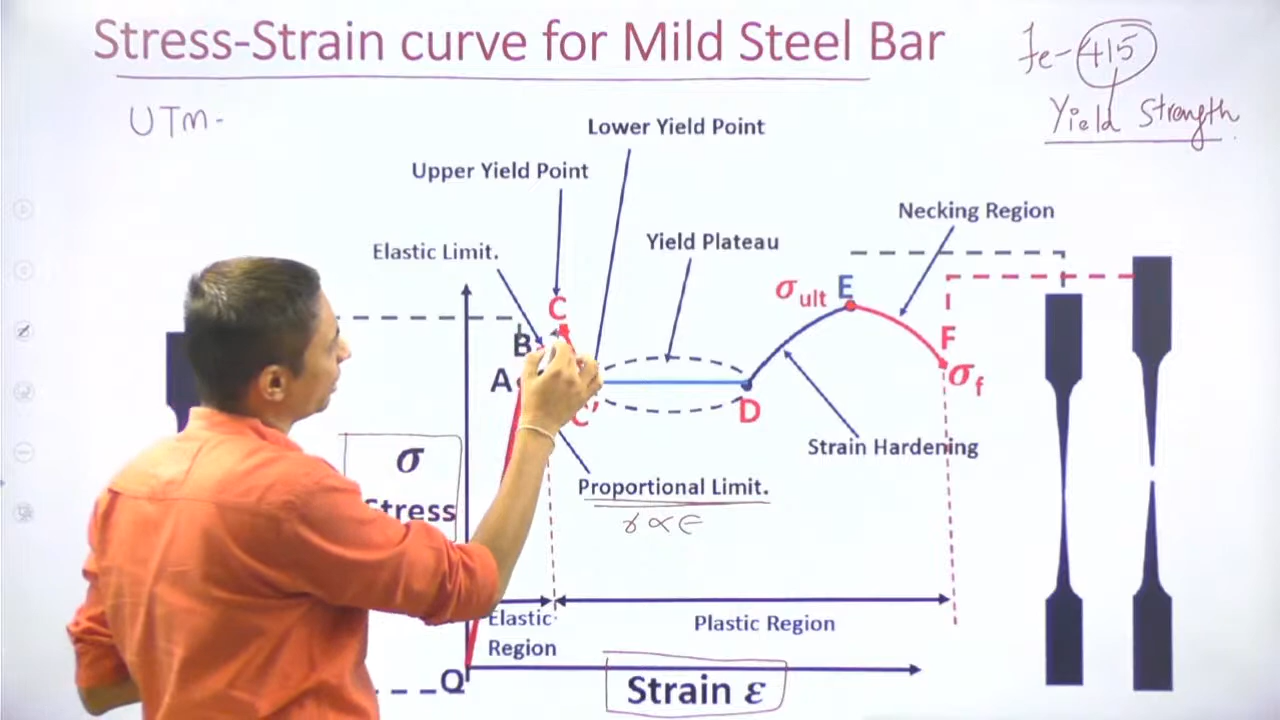 Stress-Strain curve for Mild Steel Bar
Fe-415
Yield Strength
UTM-
Lower Yield Point
Upper Yield Point
Necking Region
Yield Plateau
Elastic Limit.
σult E
C
B
F
A
σf
C'
D
σ
Stress
Strain Hardening
Proportional Limit.
σ ∝ ∈
Elastic
Region
Plastic Region
O
Strain ε